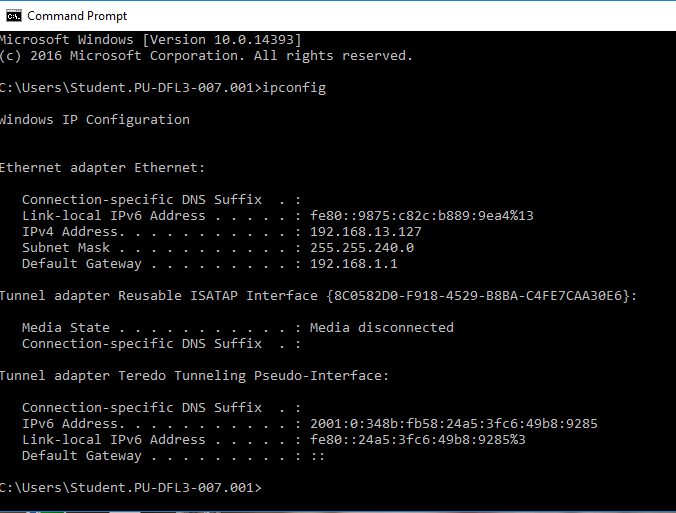 Command Prompt
Microsoft Windows [Version 10.0.14393]
(c) 2016 Microsoft Corporation. All rights reserved.
C:\Users\Student.PU-DFL3-007.001>ipconfig
Windows IP Configuration
Ethernet adapter Ethernet:
Connection-specific DNS Suffix  . :
Link-local IPv6 Address . . . . . : fe80::9875:c82c:b889:9ea4%13
IPv4 Address. . . . . . . . . . . : 192.168.13.127
Subnet Mask . . . . . . . . . . . : 255.255.240.0
Default Gateway . . . . . . . . . : 192.168.1.1
Tunnel adapter Reusable ISATAP Interface {8C0582D0-F918-4529-B8BA-C4FE7CAA30E6}:
Media State . . . . . . . . . . . : Media disconnected
Connection-specific DNS Suffix  . :
Tunnel adapter Teredo Tunneling Pseudo-Interface:
Connection-specific DNS Suffix  . :
IPv6 Address. . . . . . . . . . . : 2001:0:348b:fb58:24a5:3fc6:49b8:9285
Link-local IPv6 Address . . . . . : fe80::24a5:3fc6:49b8:9285%3
Default Gateway . . . . . . . . . : ::
C:\Users\Student.PU-DFL3-007.001>